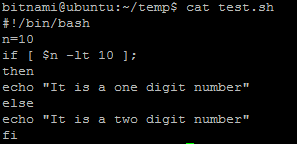 bitnami@ubuntu:~/temp$ cat test.sh
#!/bin/bash
n=10
if [ $n -lt 10 ];
then
echo "It is a one digit number"
else
echo "It is a two digit number"
fi